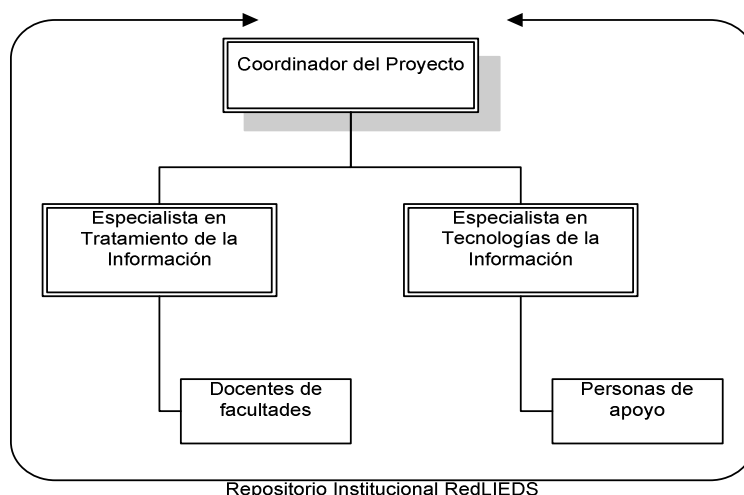 Coordinador del Proyecto
Especialista en
Tratamiento de la
Información
Especialista en
Tecnologías de la
Información
Docentes de
facultades
Personas de
apoyo
Repositorio Institucional RedLIEDS